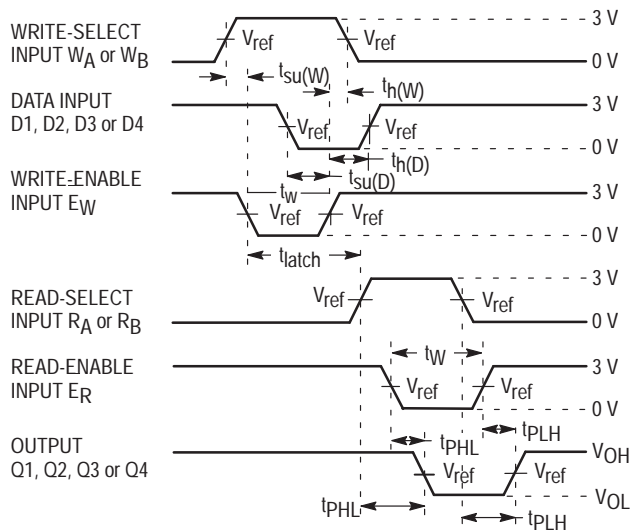 3 V
WRITE-SELECT
INPUT WA or WB
Vref
Vref
0 V
tsu(W)
th(W)
DATA INPUT
D1, D2, D3 or D4
3 V
Vref
Vref
0 V
th(D)
tsu(D)
WRITE-ENABLE
INPUT EW
tw
3 V
Vref
Vref
0 V
tlatch
3 V
READ-SELECT
INPUT RA or RB
Vref
Vref
0 V
tW
READ-ENABLE
INPUT ER
3 V
Vref
Vref
0 V
tPHL
tPLH
OUTPUT
Q1, Q2, Q3 or Q4
VOH
Vref
Vref
VOL
tPHL
tPLH